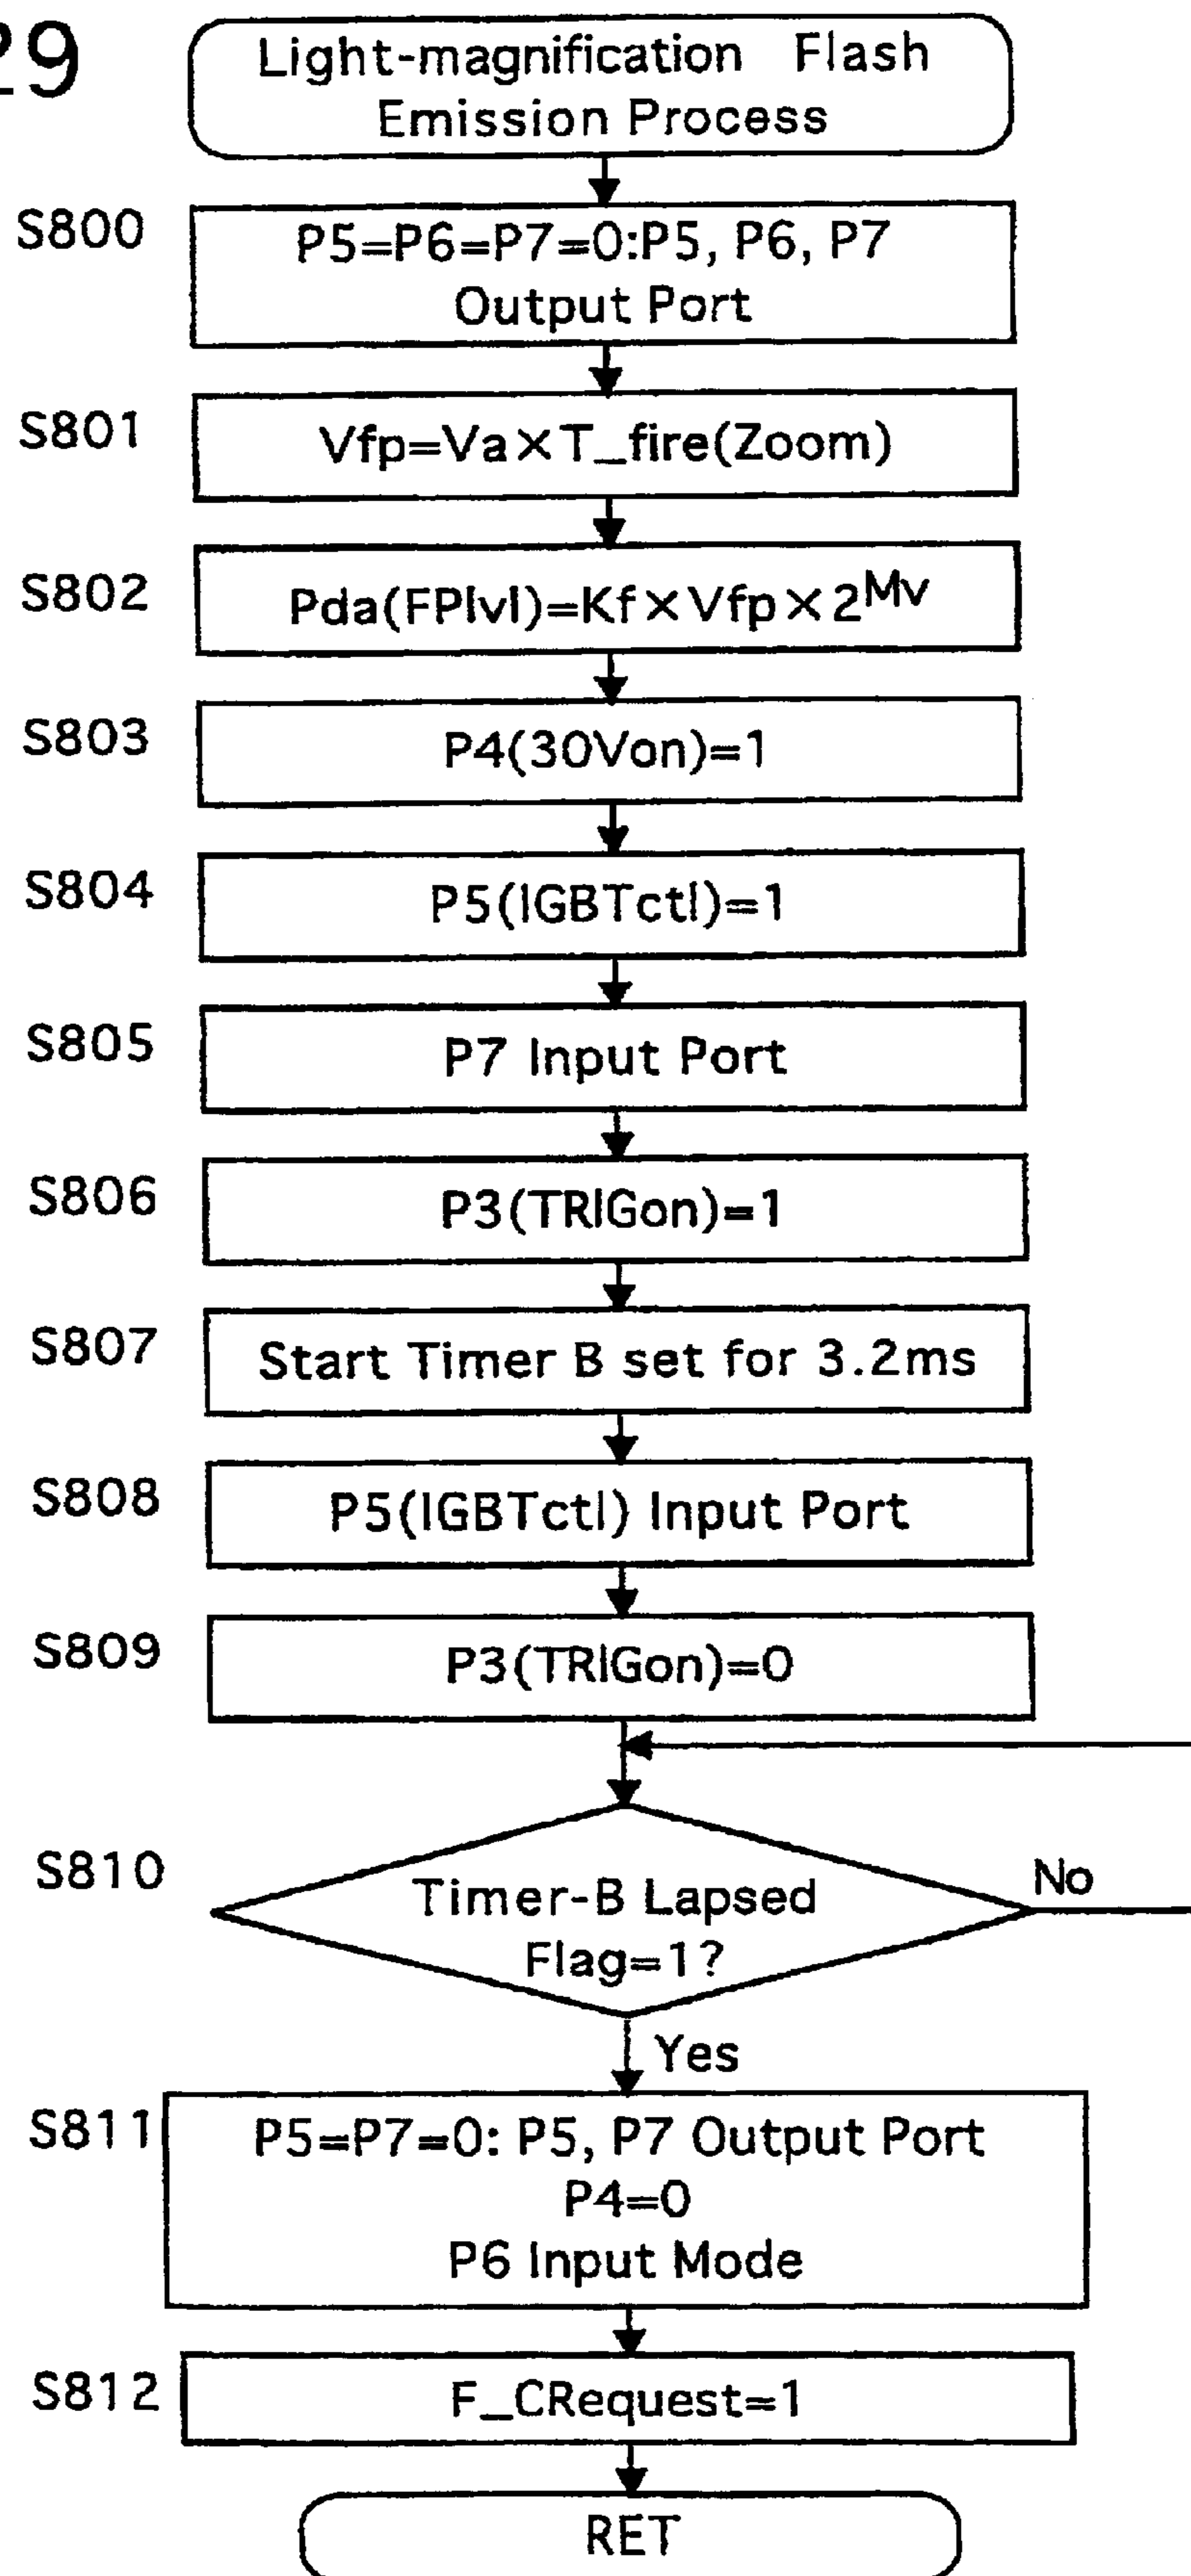 29
Light-magnification Flash
Emission Process
S800
P5=P6=P7=0:P5, P6, P7
Output Port
S801
Vfp=Va×T_fire(Zoom)
S802
Pda(FPlvl)=Kf×Vfp×2^Mv
S803
P4(30Von)=1
S804
P5(IGBTctl)=1
S805
P7 Input Port
S806
P3(TRIGon)=1
S807
Start Timer B set for 3.2ms
S808
P5(IGBTctl) Input Port
S809
P3(TRIGon)=0
S810
Timer-B Lapsed
Flag=1?
No
Yes
S811
P5=P7=0: P5, P7 Output Port
P4=0
P6 Input Mode
S812
F_CRequest=1
RET